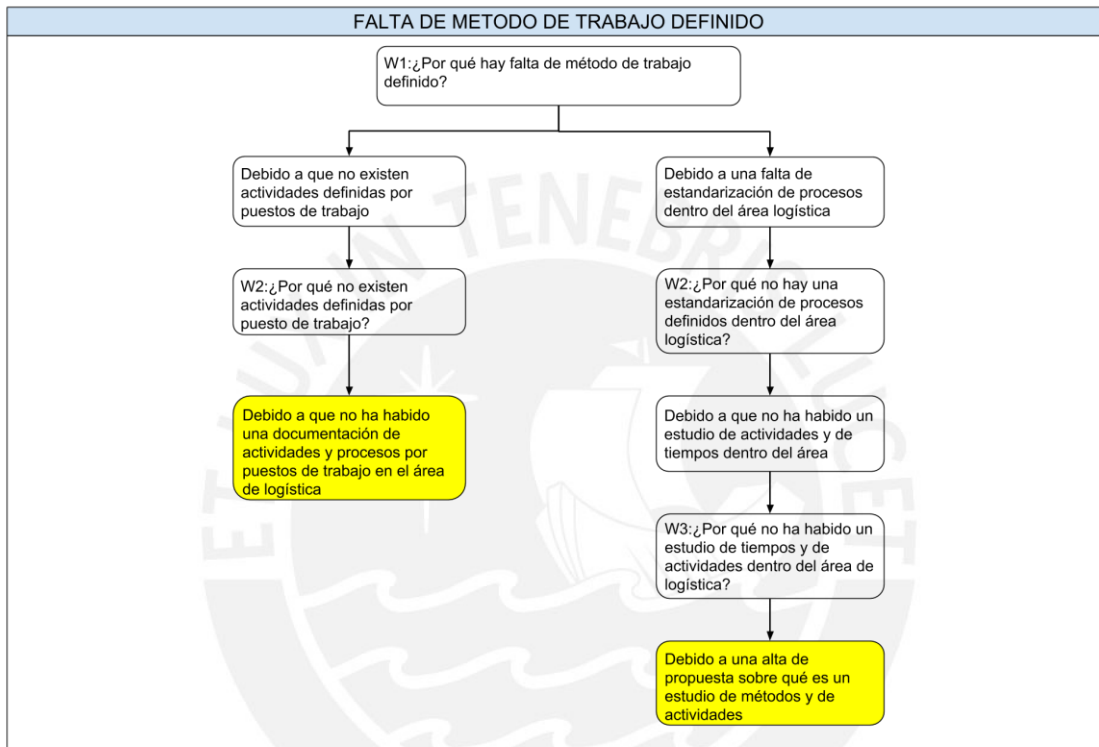 FALTA DE METODO DE TRABAJO DEFINIDO
W1:¿Por qué hay falta de método de trabajo
definido?
Debido a que no existen
actividades definidas por
puestos de trabajo
Debido a una falta de
estandarización de procesos
dentro del área logística
W2:¿Por qué no existen
actividades definidas por
puesto de trabajo?
W2:¿Por qué no hay una
estandarización de procesos
definidos dentro del área
logística?
Debido a que no ha habido
una documentación de
actividades y procesos por
puestos de trabajo en el área
de logística
Debido a que no ha habido un
estudio de actividades y de
tiempos dentro del área
W3:¿Por qué no ha habido un
estudio de tiempos y de
actividades dentro del área de
logística?
Debido a una alta de
propuesta sobre qué es un
estudio de métodos y de
actividades
ET LUX IN TENEBRIS LUCET